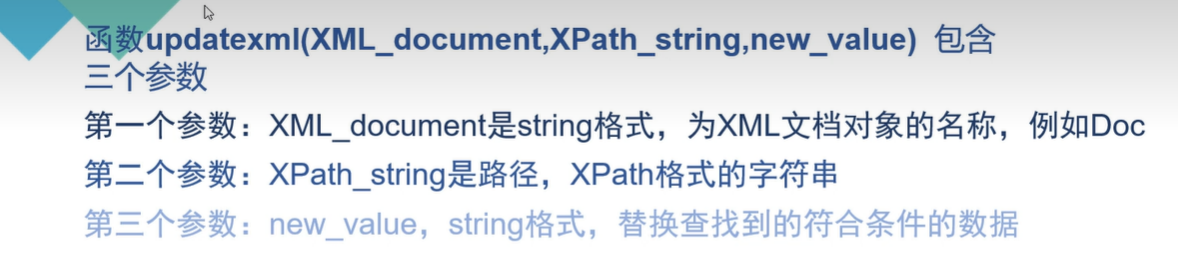 函数updatexml(XML_document,XPath_string,new_value) 包含
三个参数
第一个参数：XML_document是string格式，为XML文档对象的名称，例如Doc
第二个参数：XPath_string是路径，XPath格式的字符串
第三个参数：new_value，string格式，替换查找到的符合条件的数据